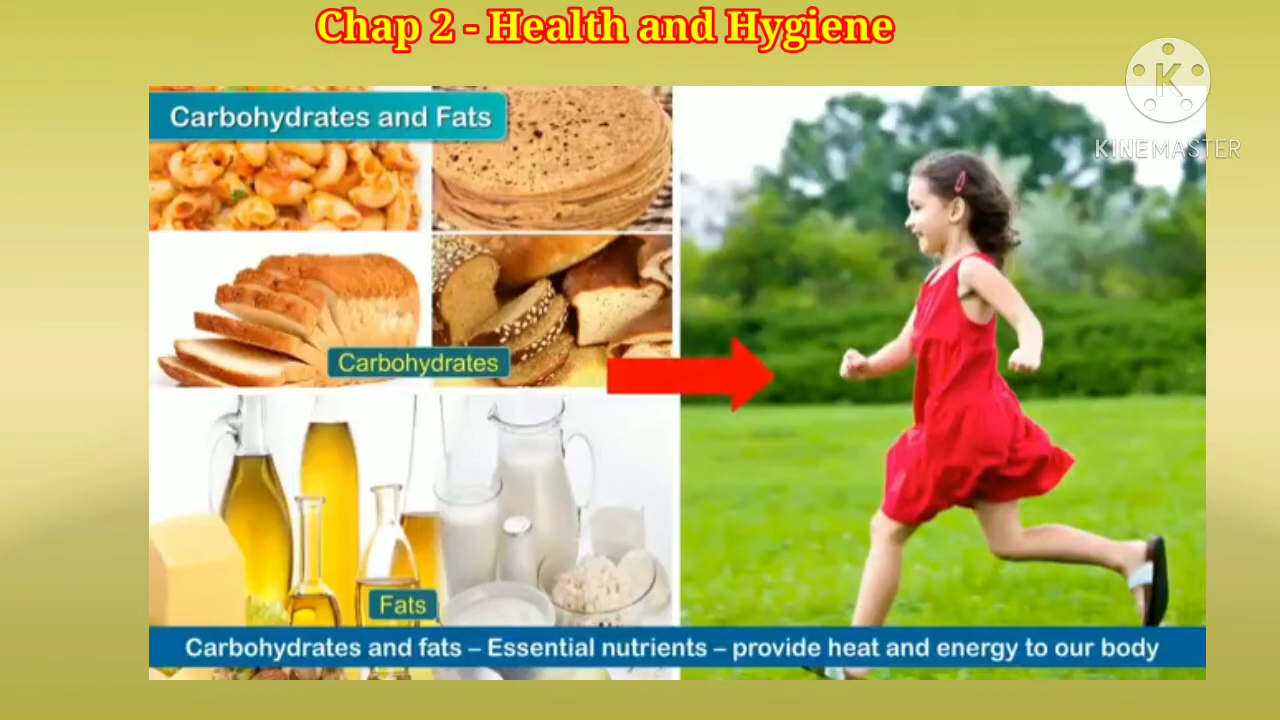 Chap 2 - Health and Hygiene
K
KINEMASTER
Carbohydrates and Fats
Carbohydrates
Fats
Carbohydrates and fats – Essential nutrients – provide heat and energy to our body